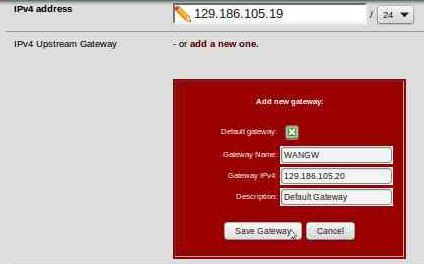 IPv4 address 129.186.105.19 / 24
IPv4 Upstream Gateway - or add a new one.
Add new gateway:
Default gateway:
Gateway Name: WANGW
Gateway IPv4: 129.186.105.20
Description: Default Gateway
Save Gateway Cancel